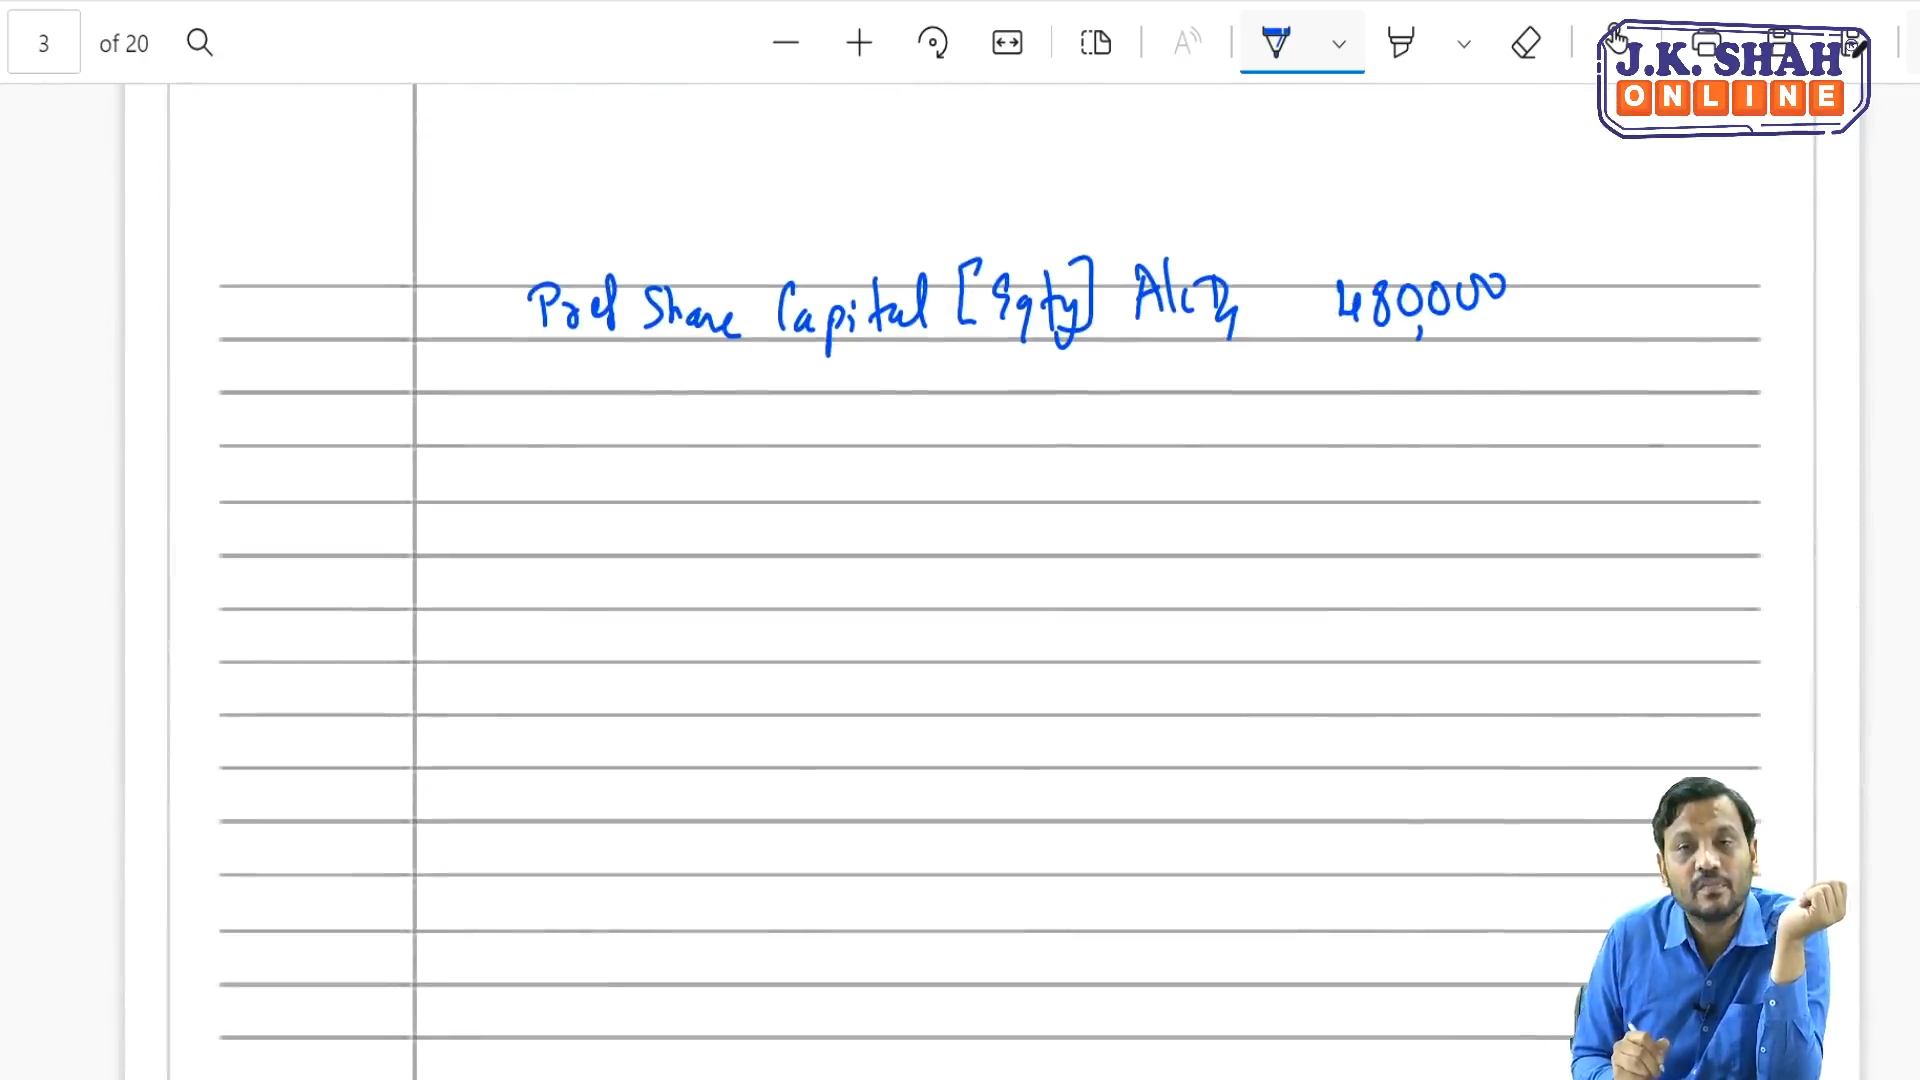 3 of 20
J.K. SHAH
ONLINE
Pref Share Capital [Eqty] A/c Dr 480,000